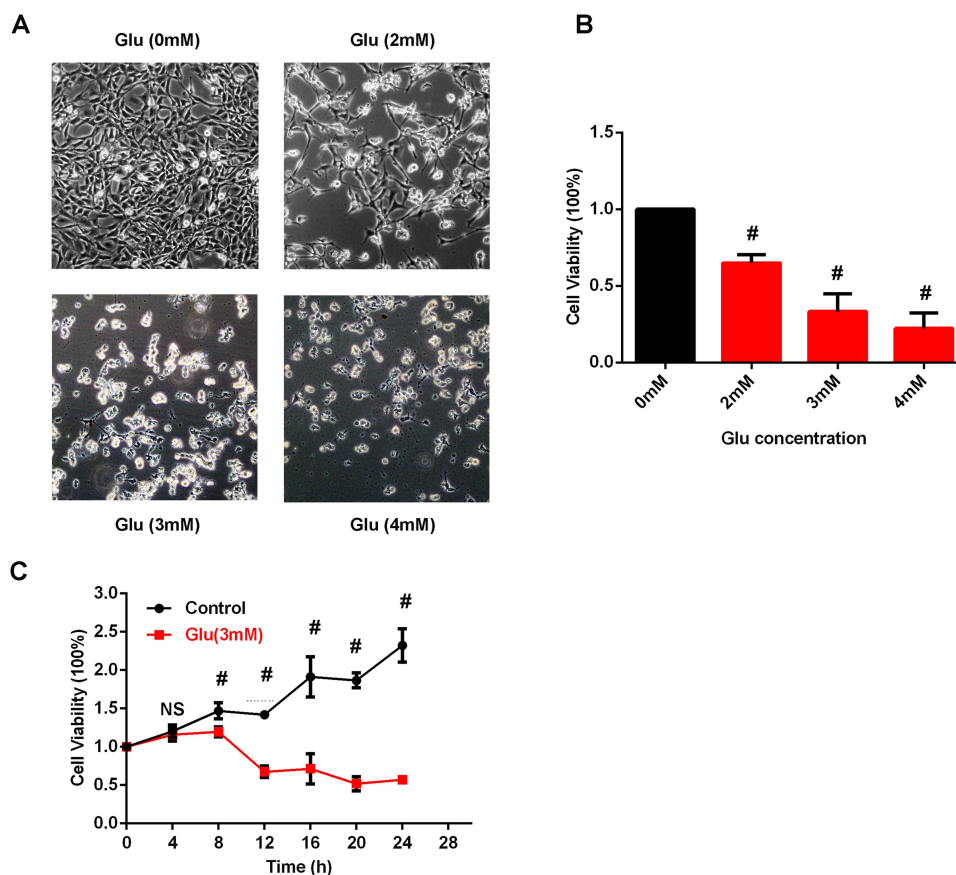 A
Glu (0mM)
Glu (2mM)
Glu (3mM)
Glu (4mM)
B
1.5
1.0
0.5
0.0
Cell Viability (100%)
#
#
#
0mM
2mM
3mM
4mM
Glu concentration
C
3.0
2.5
2.0
1.5
1.0
0.5
0.0
Cell Viability (100%)
Control
Glu(3mM)
NS
#
#
#
#
#
0
4
8
12
16
20
24
28
Time (h)